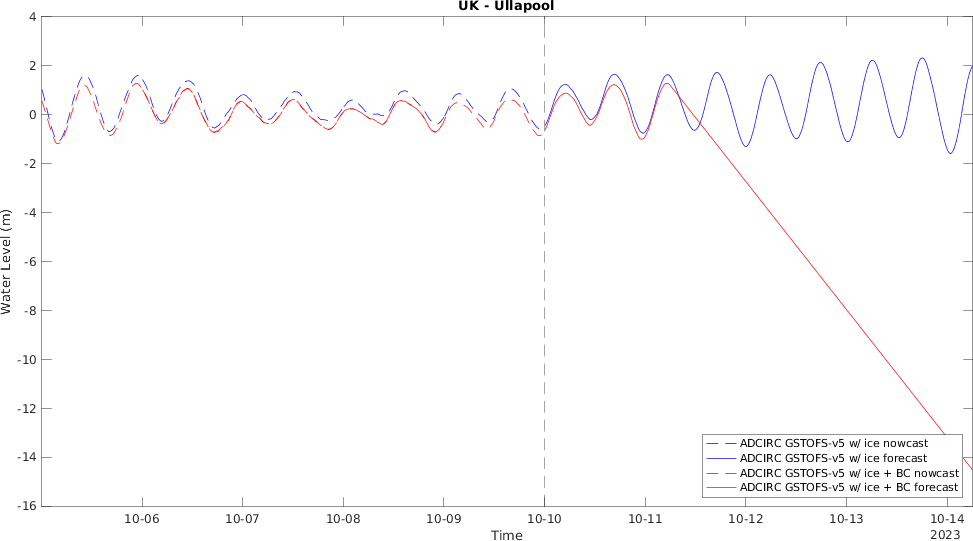 UK - Ullapool
Water Level (m)
4
2
0
-2
-4
-6
-8
-10
-12
-14
-16
ADCIRC GSTOFS-v5 w/ ice nowcast
ADCIRC GSTOFS-v5 w/ ice forecast
ADCIRC GSTOFS-v5 w/ ice + BC nowcast
ADCIRC GSTOFS-v5 w/ ice + BC forecast
10-06 10-07 10-08 10-09 10-10 10-11 10-12 10-13 10-14
Time 2023